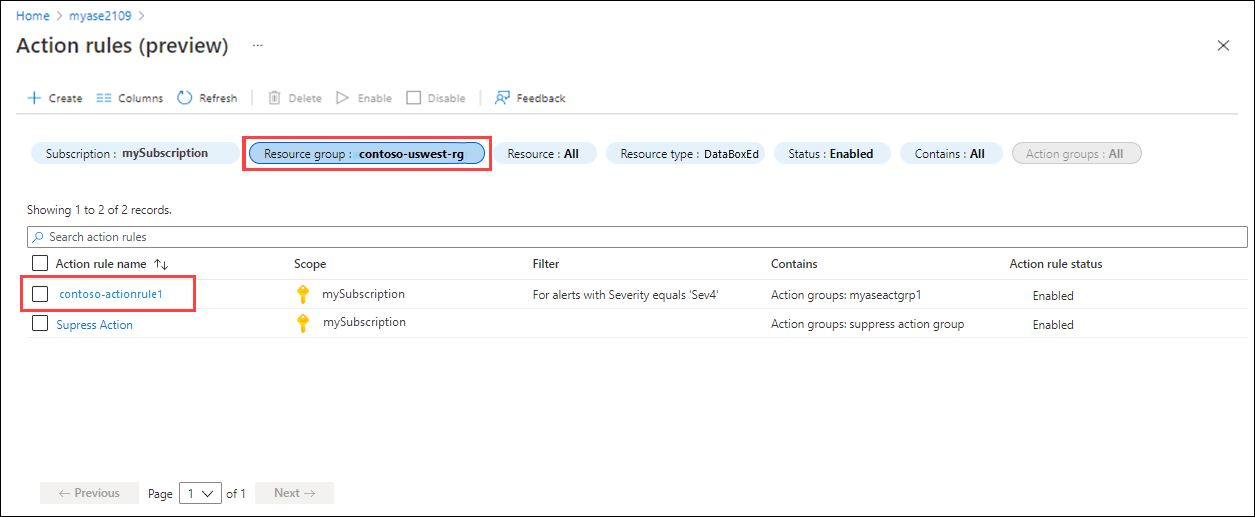 Home > myase2109 >
Action rules (preview) ...
Create Columns Refresh Delete Enable Disable Feedback
Subscription : mySubscription Resource group : contoso-uswest-rg Resource : All Resource type : DataBoxEd Status : Enabled Contains : All Action groups : All
Showing 1 to 2 of 2 records.
Search action rules
Action rule name ↑↓ Scope Filter Contains Action rule status
contoso-actionrule1 mySubscription For alerts with Severity equals 'Sev4' Action groups: myaseactgrp1 Enabled
Supress Action mySubscription Action groups: suppress action group Enabled
← Previous Page 1 of 1 Next →